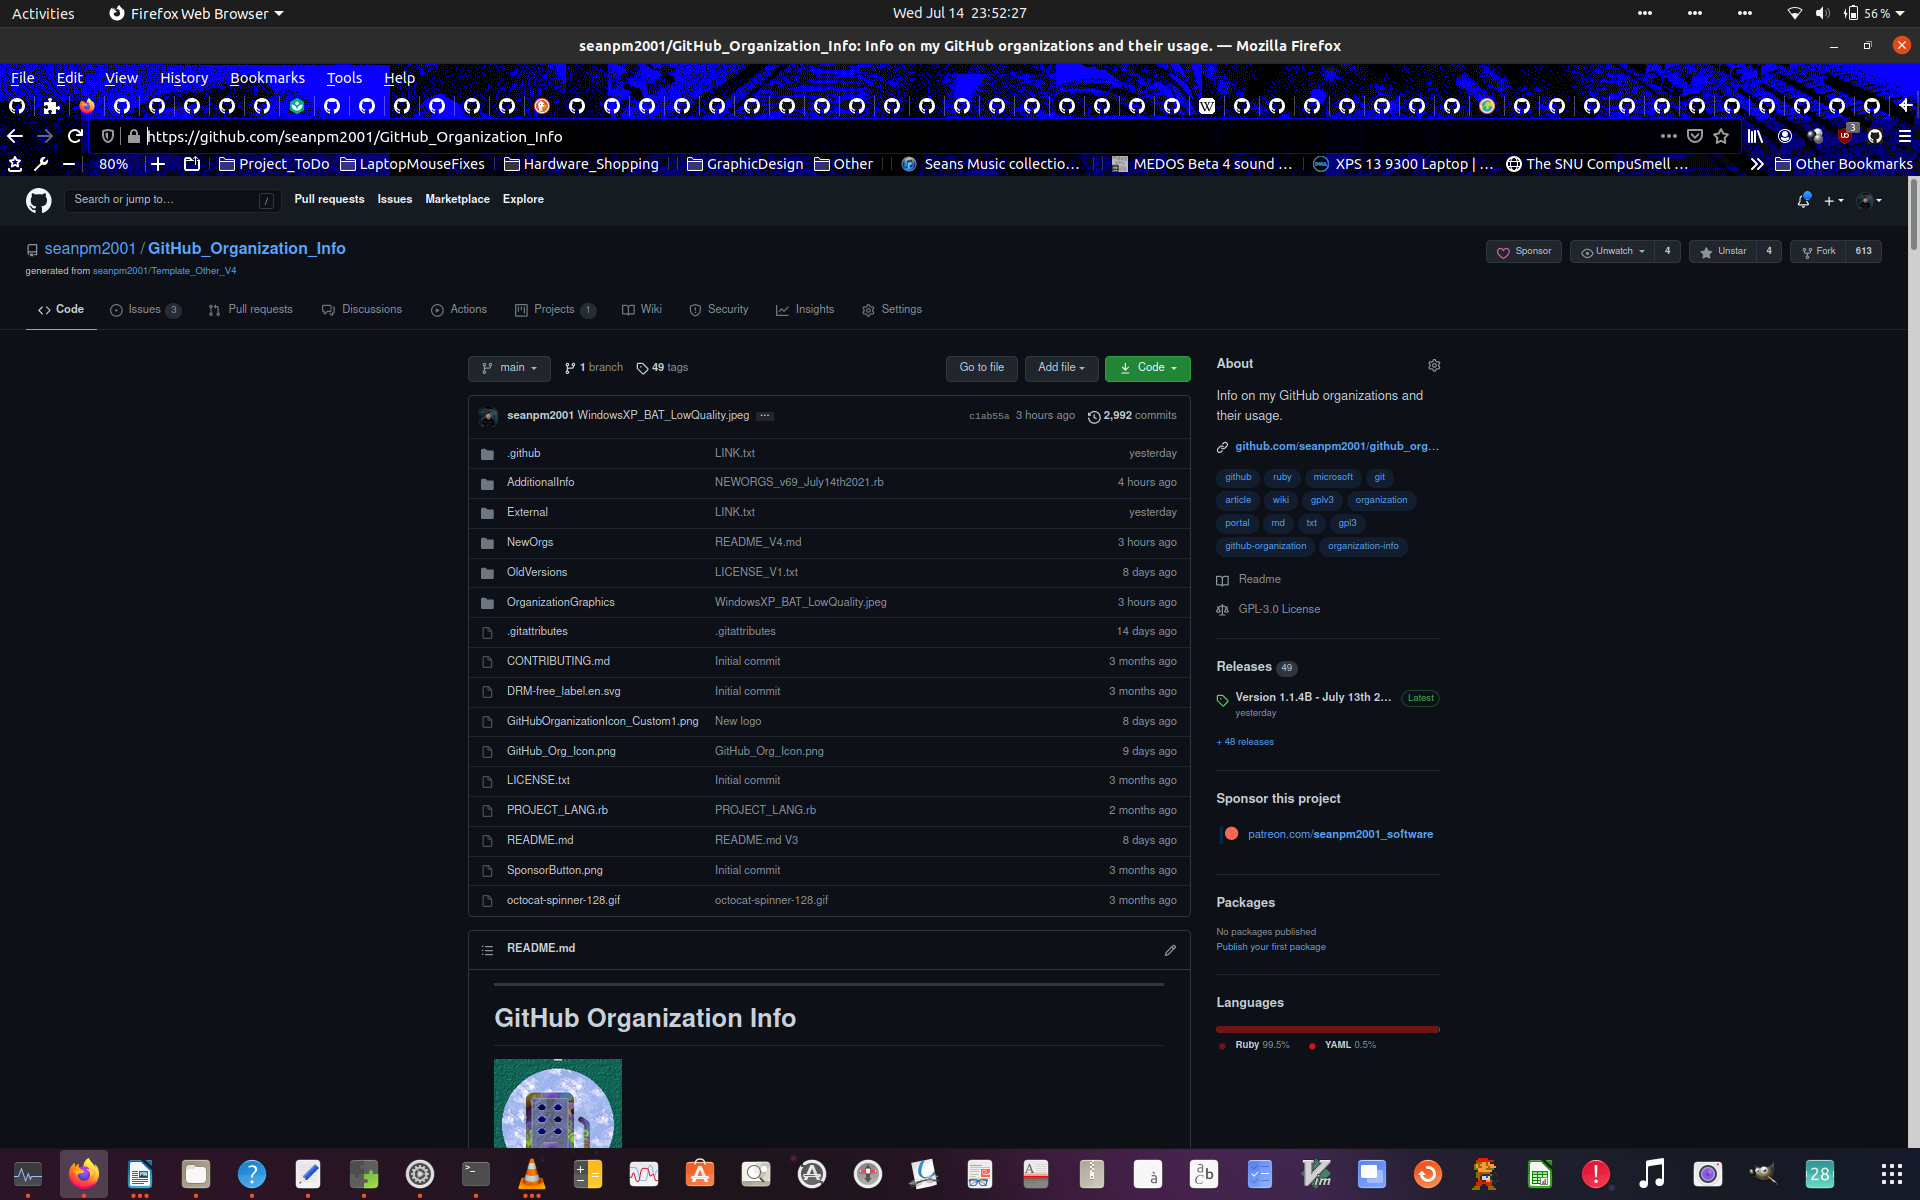 Activities Firefox Web Browser Wed Jul 14 23:52:27 56 %
seanpm2001/GitHub_Organization_Info: Info on my GitHub organizations and their usage. — Mozilla Firefox
File Edit View History Bookmarks Tools Help
https://github.com/seanpm2001/GitHub_Organization_Info 3
80% Project_ToDo LaptopMouseFixes Hardware_Shopping GraphicDesign Other Seans Music collectio… MEDOS Beta 4 sound … XPS 13 9300 Laptop | … The SNU CompuSmell … Other Bookmarks
Search or jump to… / Pull requests Issues Marketplace Explore
seanpm2001 / GitHub_Organization_Info Sponsor Unwatch 4 Unstar 4 Fork 613
generated from seanpm2001/Template_Other_V4
Code Issues 3 Pull requests Discussions Actions Projects 1 Wiki Security Insights Settings
main 1 branch 49 tags Go to file Add file Code
seanpm2001 WindowsXP_BAT_LowQuality.jpeg ... c1ab55a 3 hours ago 2,992 commits
.github LINK.txt yesterday
AdditionalInfo NEWORGS_v69_July14th2021.rb 4 hours ago
External LINK.txt yesterday
NewOrgs README_V4.md 3 hours ago
OldVersions LICENSE_V1.txt 8 days ago
OrganizationGraphics WindowsXP_BAT_LowQuality.jpeg 3 hours ago
.gitattributes .gitattributes 14 days ago
CONTRIBUTING.md Initial commit 3 months ago
DRM-free_label.en.svg Initial commit 3 months ago
GitHubOrganizationIcon_Custom1.png New logo 8 days ago
GitHub_Org_Icon.png GitHub_Org_Icon.png 9 days ago
LICENSE.txt Initial commit 3 months ago
PROJECT_LANG.rb PROJECT_LANG.rb 2 months ago
README.md README.md V3 8 days ago
SponsorButton.png Initial commit 3 months ago
octocat-spinner-128.gif octocat-spinner-128.gif 3 months ago
README.md
GitHub Organization Info
About
Info on my GitHub organizations and
their usage.
github.com/seanpm2001/github_org…
github ruby microsoft git
article wiki gplv3 organization
portal md txt gpl3
github-organization organization-info
Readme
GPL-3.0 License
Releases 49
Version 1.1.4B - July 13th 2… Latest
yesterday
+ 48 releases
Sponsor this project
patreon.com/seanpm2001_software
Packages
No packages published
Publish your first package
Languages
Ruby 99.5% YAML 0.5%
28